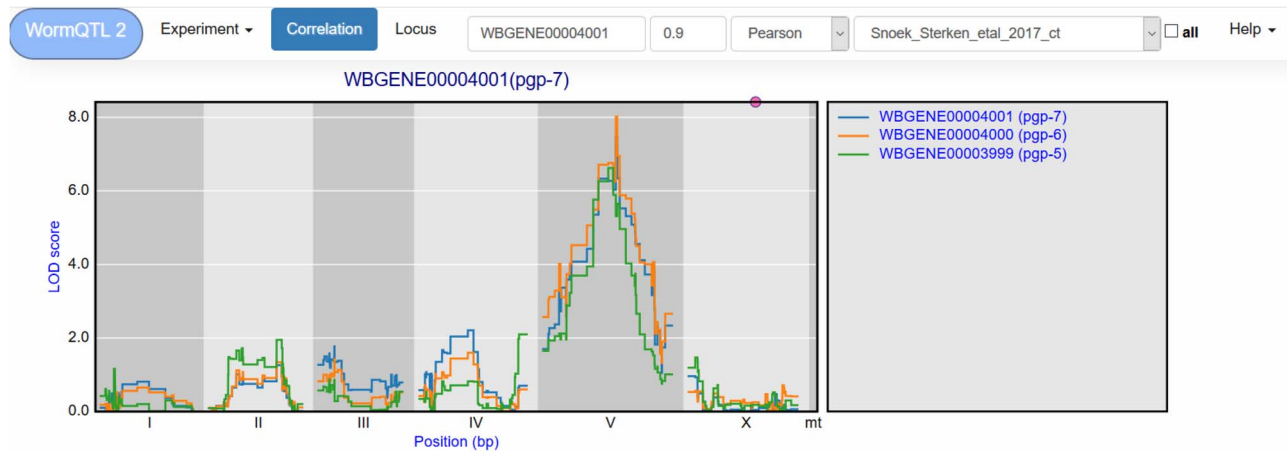 WormQTL 2 Experiment Correlation Locus WBGENE00004001 0.9 Pearson Snoek_Sterken_etal_2017_ct all Help
WBGENE00004001(pgp-7)
8.0
6.0
4.0
2.0
0.0
LOD score
I II III IV V X mt
Position (bp)
WBGENE00004001 (pgp-7)
WBGENE00004000 (pgp-6)
WBGENE00003999 (pgp-5)